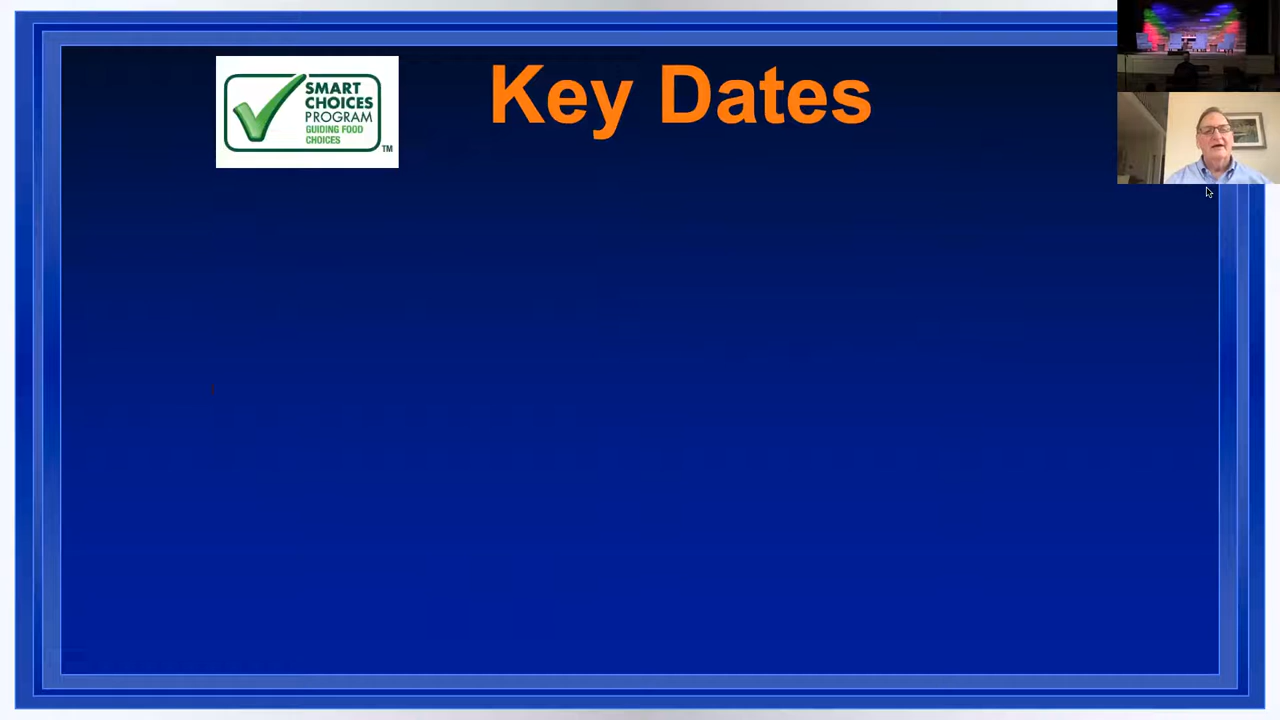 Key Dates
SMART
CHOICES
PROGRAM
GUIDING FOOD
CHOICES
TM